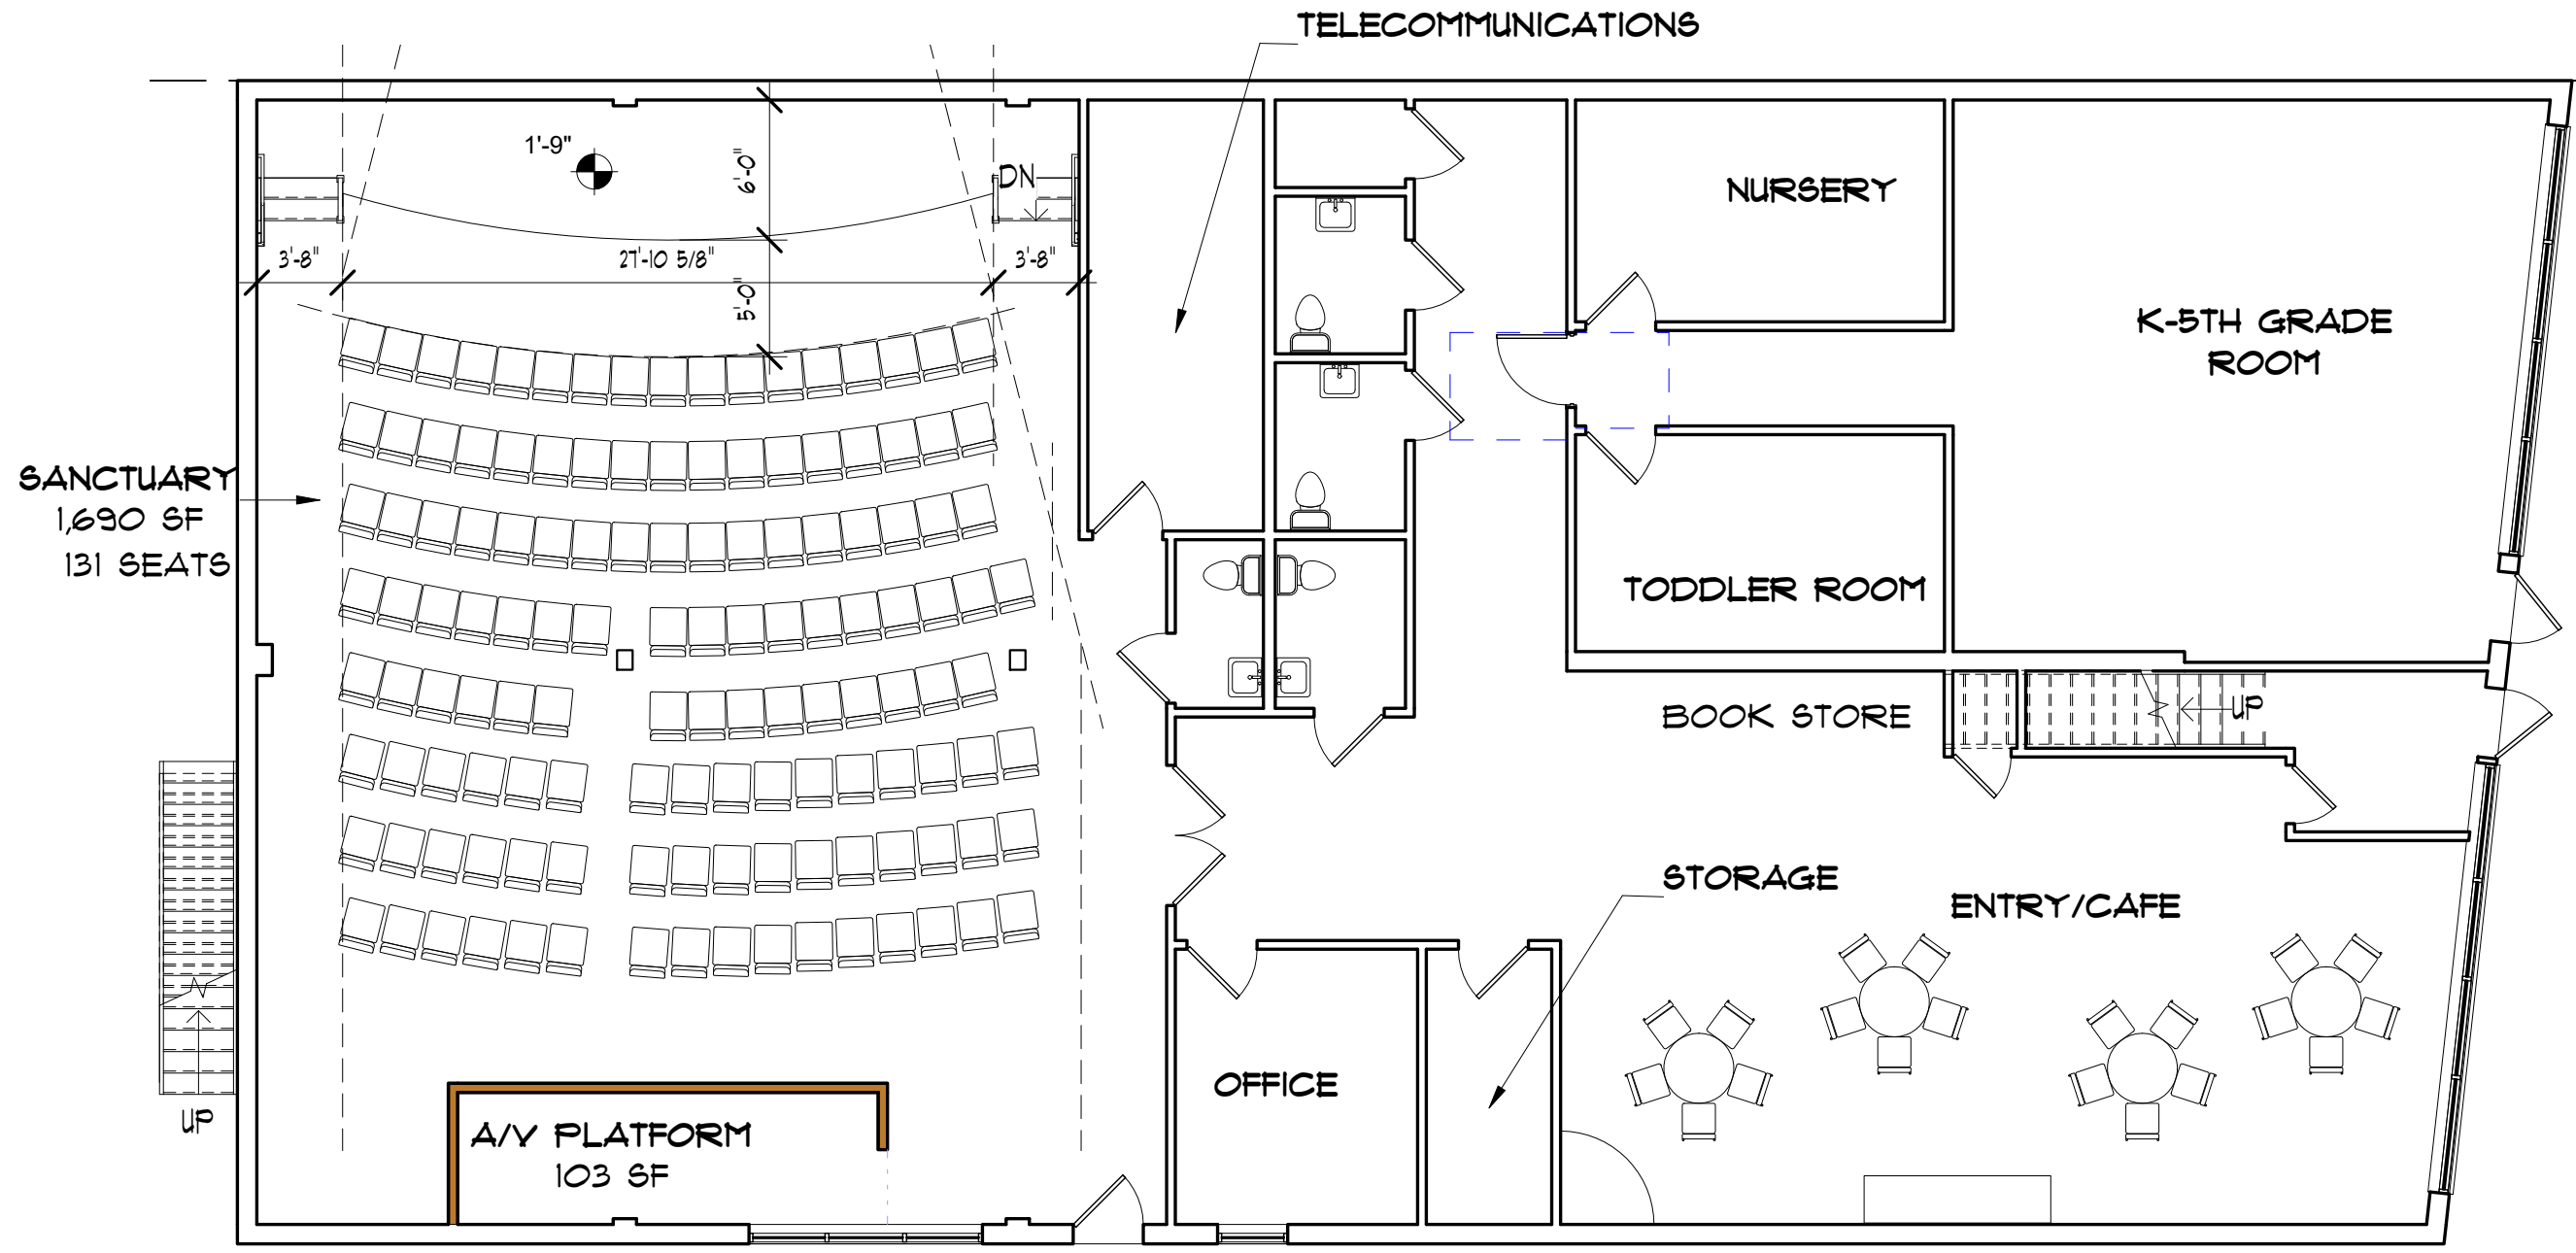 TELECOMMUNICATIONS
1'-9"
6'-0"
DN
NURSERY
3'-8"
27'-10 5/8"
3'-8"
5'-0"
K-5TH GRADE
ROOM
SANCTUARY
1,690 SF
131 SEATS
TODDLER ROOM
BOOK STORE
UP
STORAGE
ENTRY/CAFE
OFFICE
UP
A/V PLATFORM
103 SF